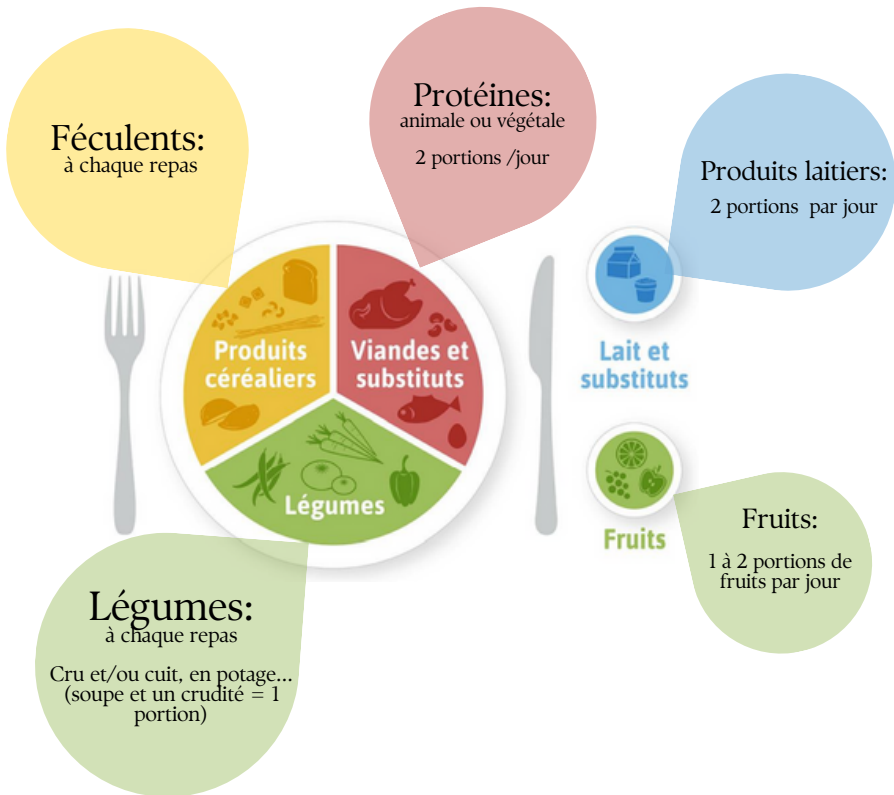 Féculents:
à chaque repas
Protéines:
animale ou végétale
2 portions /jour
Produits laitiers:
2 portions par jour
Produits
céréaliers
Viandes et
substituts
Légumes
Lait et
substituts
Fruits
Fruits:
1 à 2 portions de
fruits par jour
Légumes:
à chaque repas
Cru et/ou cuit, en potage...
(soupe et un crudité = 1
portion)